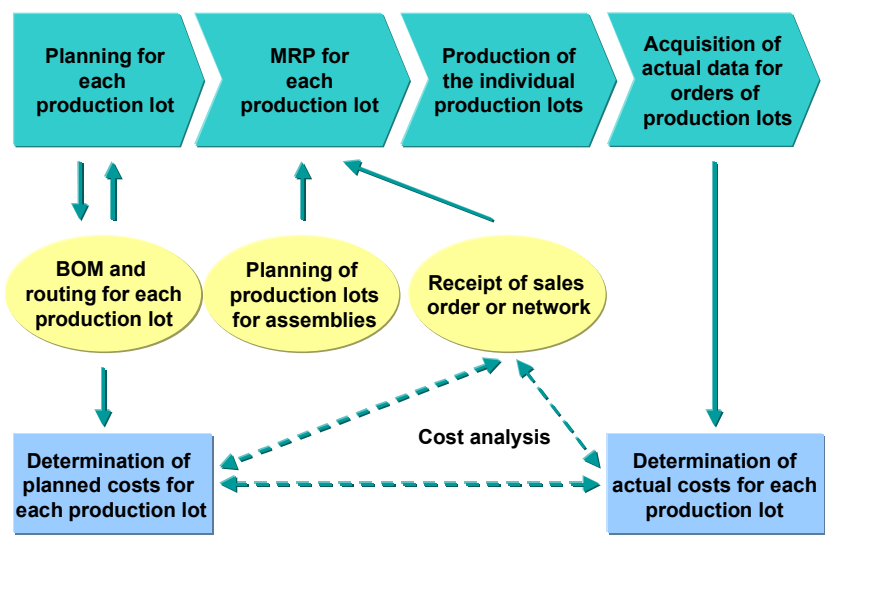 Planning for
each
production lot
MRP for
each
production lot
Production of
the individual
production lots
Acquisition of
actual data for
orders of
production lots
BOM and
routing for each
production lot
Planning of
production lots
for assemblies
Receipt of sales
order or network
Cost analysis
Determination of
planned costs for
each production lot
Determination of
actual costs for each
production lot